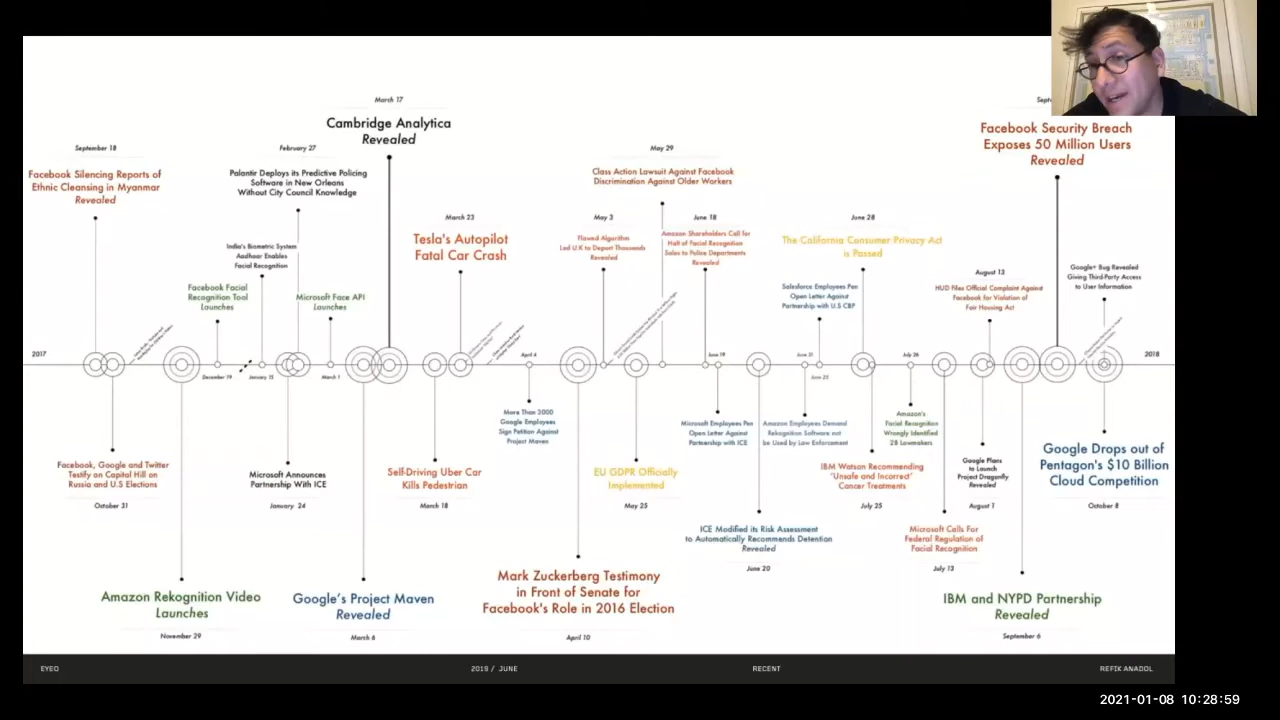 March 17
Cambridge Analytica
Revealed
September 18
Facebook Silencing Reports of
Ethnic Cleansing in Myanmar
Revealed
February 27
Palantir Deploys its Predictive Policing
Software in New Orleans
Without City Council Knowledge
May 29
Class Action Lawsuit Against Facebook
Discrimination Against Older Workers
Facebook Security Breach
Exposes 50 Million Users
Revealed
March 23
Tesla's Autopilot
Fatal Car Crash
May 3
Flawed Algorithm
Led U.K to Deport Thousands
Revealed
June 18
Amazon Shareholders Call for
Halt of Facial Recognition
Sales to Police Departments
Revealed
June 28
The California Consumer Privacy Act
is Passed
India's Biometric System
Aadhaar Enables
Facial Recognition
Facebook Facial
Recognition Tool
Launches
Microsoft Face API
Launches
Salesforce Employees Pen
Open Letter Against
Partnership with U.S CBP
August 13
HUD Files Official Complaint Against
Facebook for Violation of
Fair Housing Act
Google+ Bug Revealed
Giving Third-Party Access
to User Information
2017
April 4
June 19
June 21
July 26
2018
December 19
January 15
March 1
June 25
More Than 3000
Google Employees
Sign Petition Against
Project Maven
Microsoft Employees Pen
Open Letter Against
Partnership with ICE
Amazon Employees Demand
Rekognition Software not
be Used by Law Enforcement
Amazon's
Facial Recognition
Wrongly Identified
28 Lawmakers
Facebook, Google and Twitter
Testify on Capitol Hill on
Russia and U.S Elections
October 31
Microsoft Announces
Partnership With ICE
January 24
Self-Driving Uber Car
Kills Pedestrian
March 18
EU GDPR Officially
Implemented
May 25
IBM Watson Recommending
'Unsafe and Incorrect'
Cancer Treatments
July 25
Google Plans
to Launch
Project Dragonfly
Revealed
August 1
Google Drops out of
Pentagon's $10 Billion
Cloud Competition
October 8
ICE Modified its Risk Assessment
to Automatically Recommends Detention
Revealed
June 20
Microsoft Calls For
Federal Regulation of
Facial Recognition
July 13
Amazon Rekognition Video
Launches
November 29
Google's Project Maven
Revealed
March 6
Mark Zuckerberg Testimony
in Front of Senate for
Facebook's Role in 2016 Election
April 10
IBM and NYPD Partnership
Revealed
September 6
EYEO
2019 / JUNE
RECENT
REFIK ANADOL
2021-01-08 10:28:59